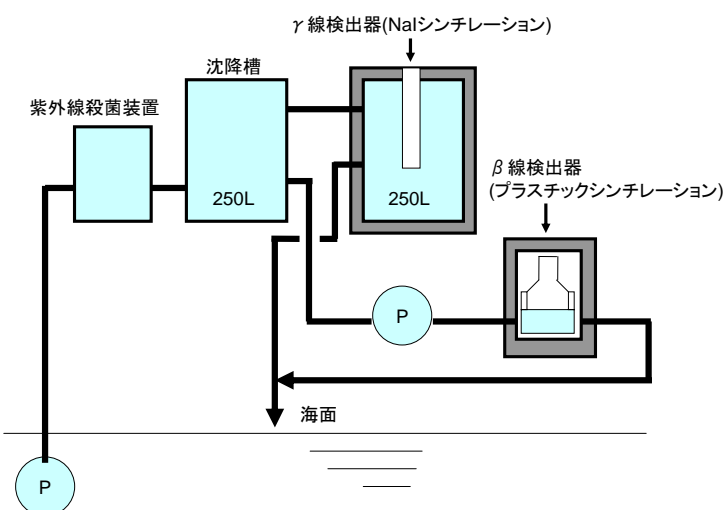 γ線検出器(NaIシンチレーション)
沈降槽
紫外線殺菌装置
β線検出器
(プラスチックシンチレーション)
250L
250L
P
海面
P